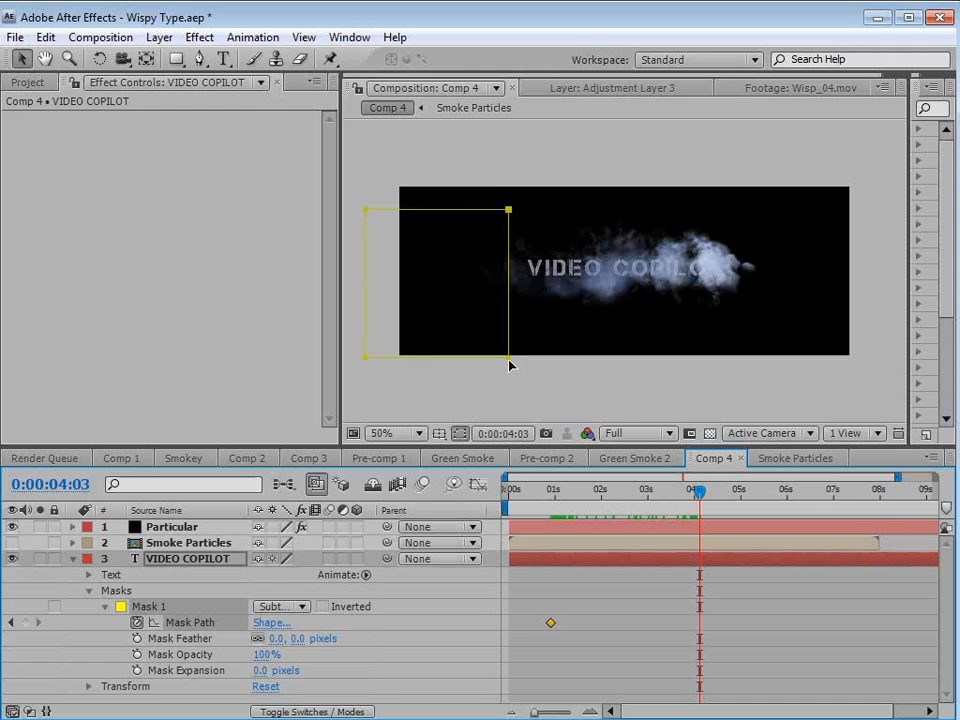 Adobe After Effects - Wispy Type.aep *
File Edit Composition Layer Effect Animation View Window Help
Workspace: Standard Search Help
Project Effect Controls: VIDEO COPILOT Composition: Comp 4 Layer: Adjustment Layer 3 Footage: Wisp_04.mov
Comp 4 • VIDEO COPILOT
Comp 4 Smoke Particles
VIDEO COPILO
50% 0:00:04:03 Full Active Camera 1 View
Render Queue Comp 1 Smokey Comp 2 Comp 3 Pre-comp 1 Green Smoke Pre-comp 2 Green Smoke 2 Comp 4 Smoke Particles
0:00:04:03
01s 02s 03s 06s 07s 08s 09s
# Source Name Parent
1 Particular fx None
2 Smoke Particles None
3 T VIDEO COPILOT None
Text Animate:
Masks
Mask 1 Subt... Inverted
Mask Path Shape...
Mask Feather 0.0, 0.0 pixels
Mask Opacity 100%
Mask Expansion 0.0 pixels
Transform Reset
Toggle Switches / Modes